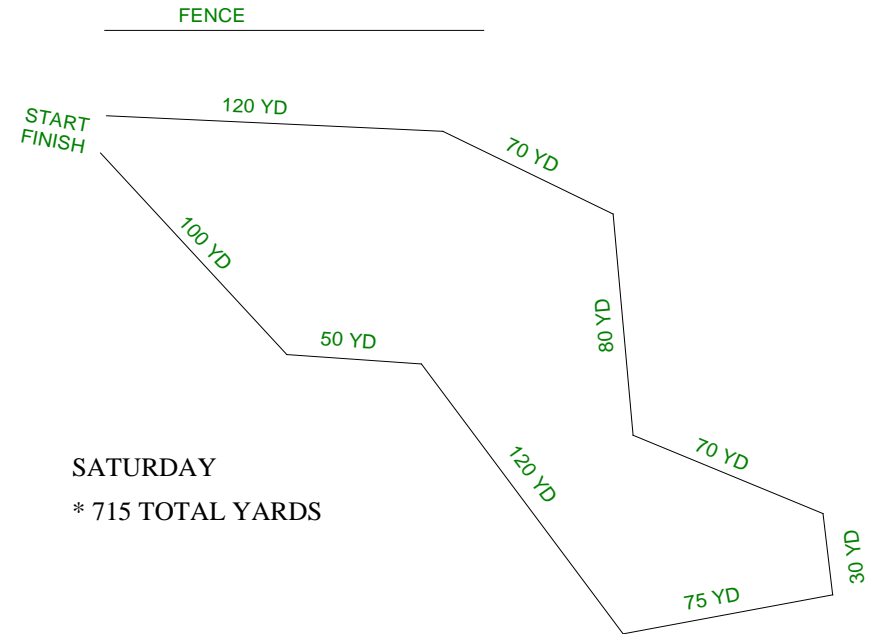 FENCE
START
FINISH
120 YD
70 YD
80 YD
70 YD
30 YD
75 YD
120 YD
50 YD
100 YD
SATURDAY
* 715 TOTAL YARDS